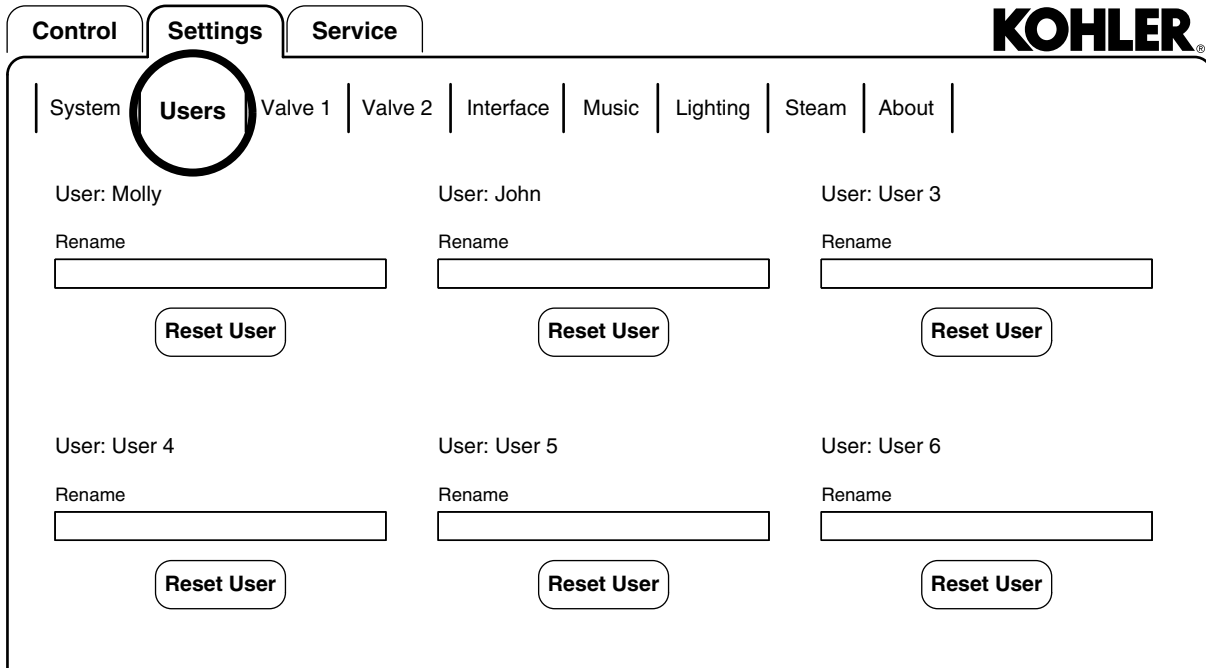 Control Settings Service KOHLER®
System Users Valve 1 Valve 2 Interface Music Lighting Steam About
User: Molly User: John User: User 3
Rename Rename Rename
Reset User Reset User Reset User
User: User 4 User: User 5 User: User 6
Rename Rename Rename
Reset User Reset User Reset User